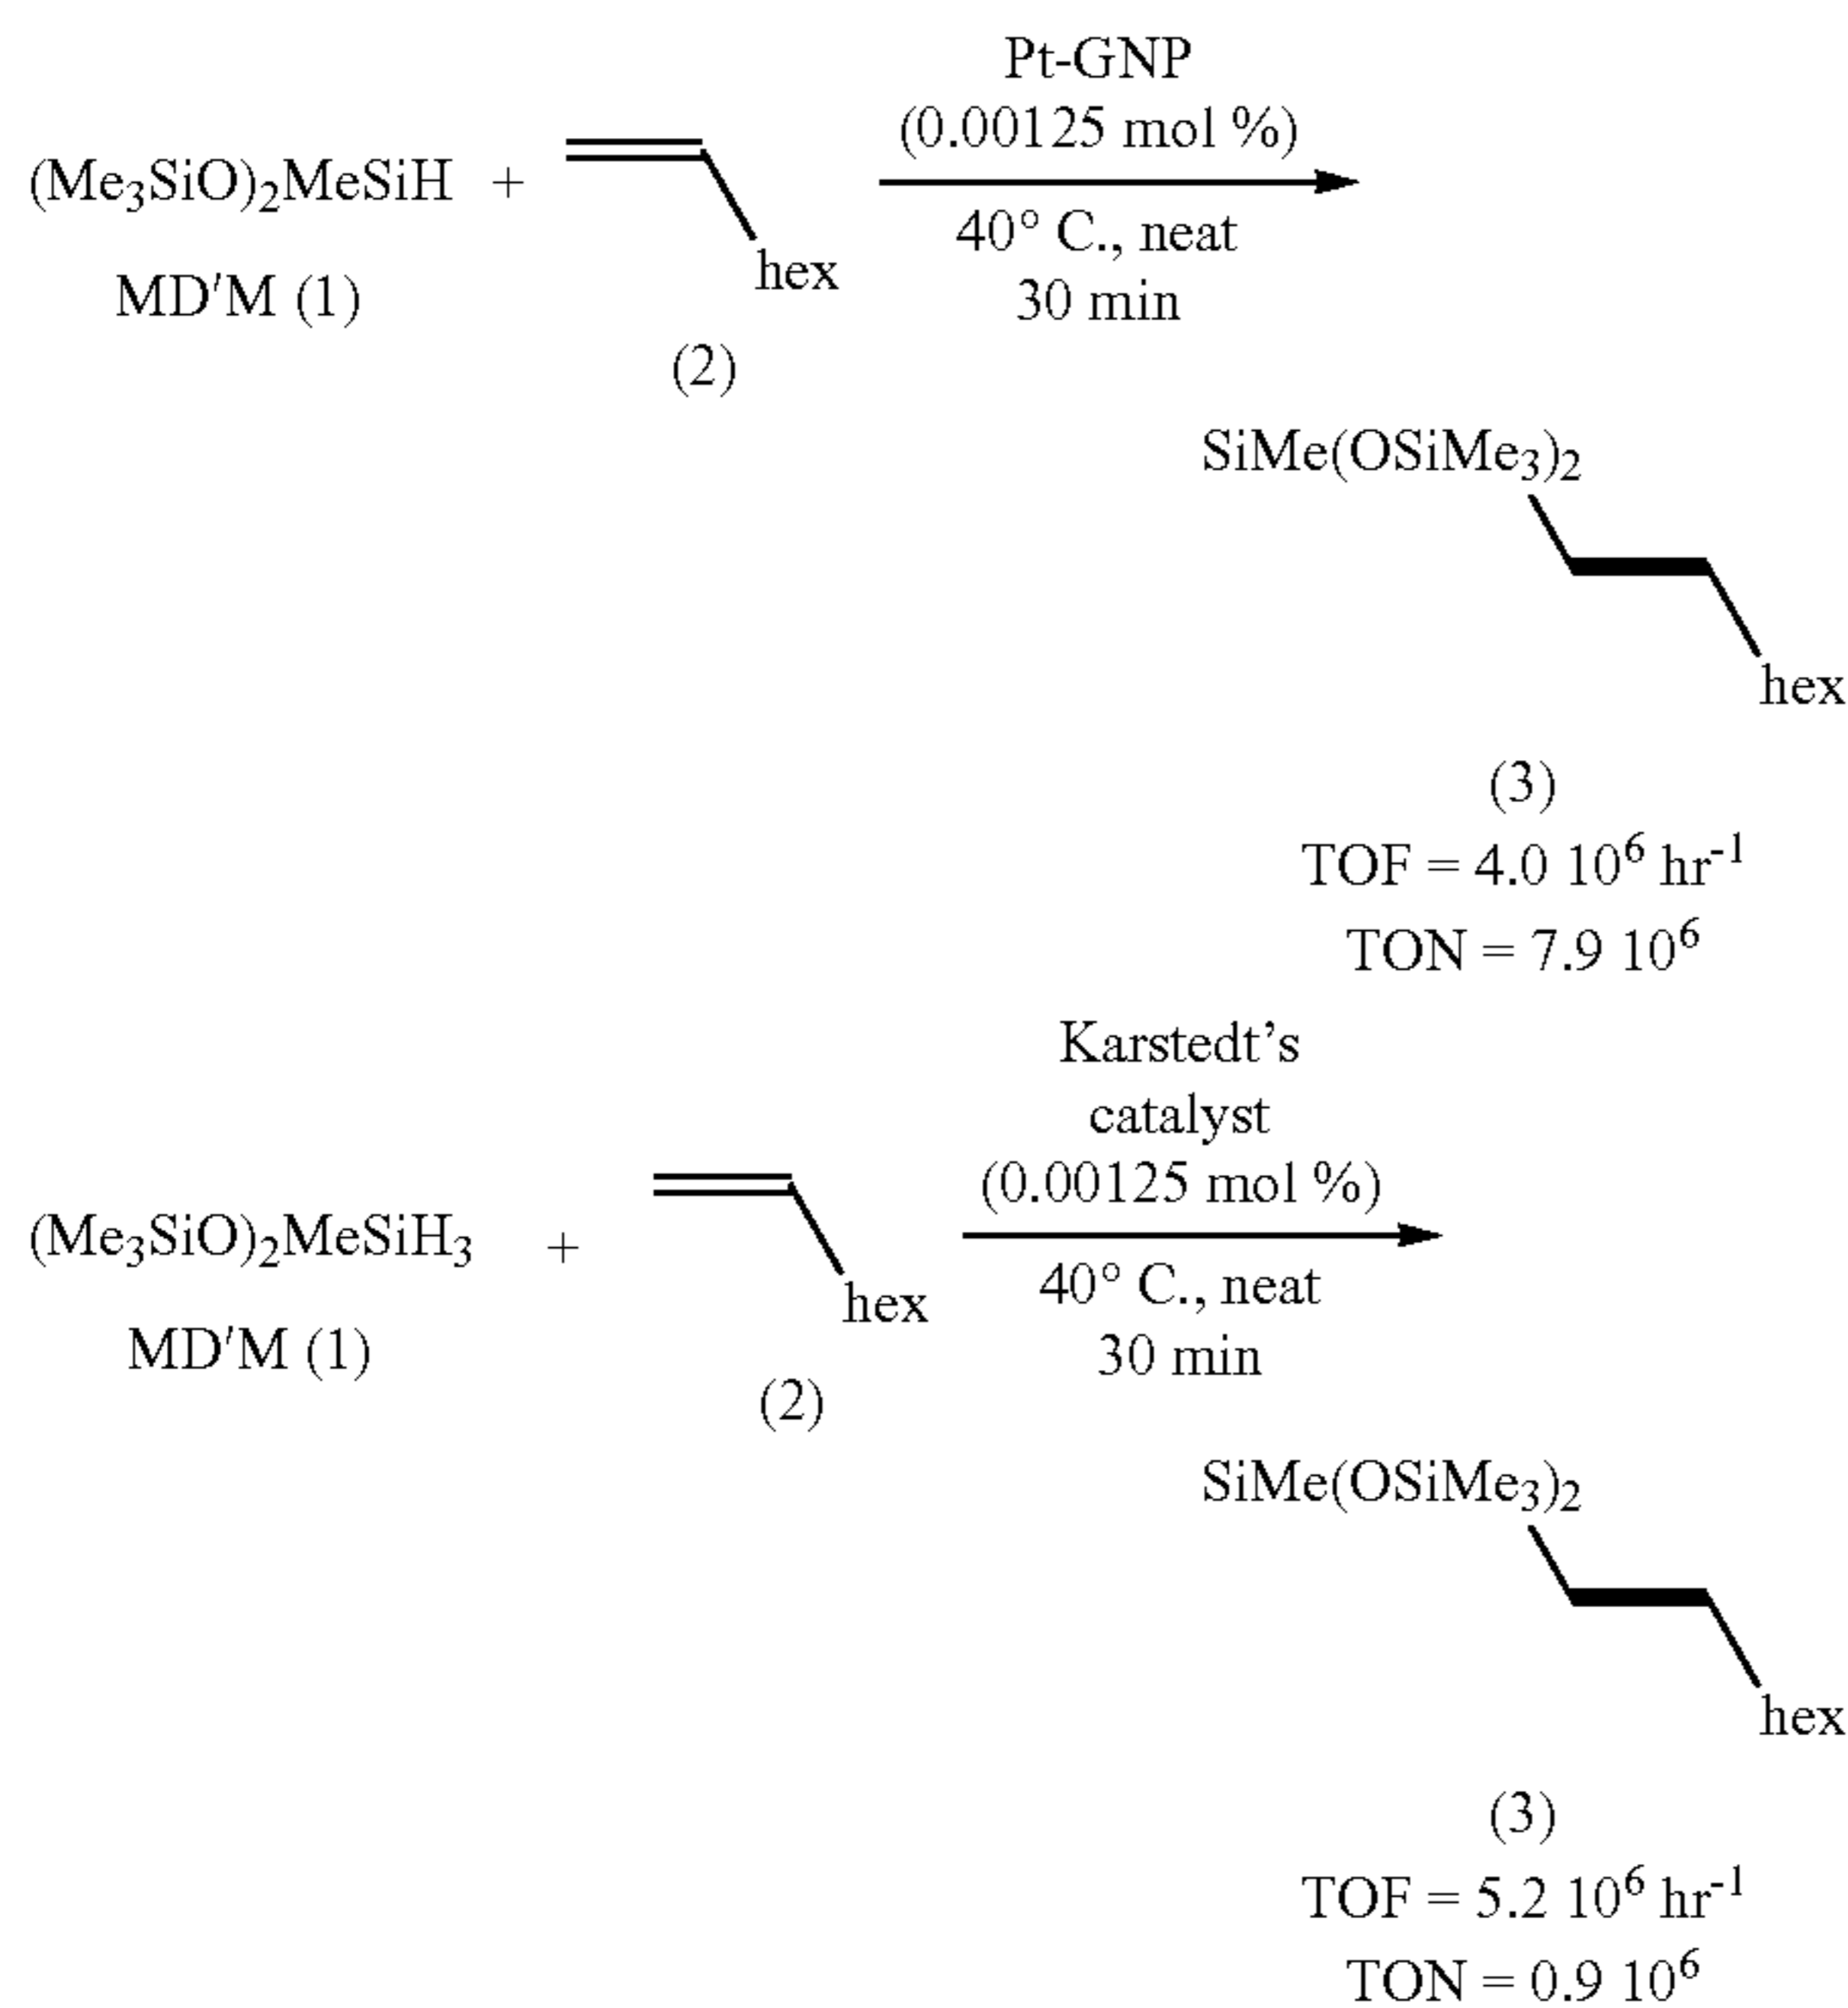 Pt-GNP
(0.00125 mol %)
(Me₃SiO)₂MeSiH +
40° C., neat
hex
MD′M (1)
30 min
(2)
SiMe(OSiMe₃)₂
hex
(3)
TOF = 4.0 10⁶ hr⁻¹
TON = 7.9 10⁶
Karstedt’s
catalyst
(0.00125 mol %)
(Me₃SiO)₂MeSiH₃ +
40° C., neat
hex
MD′M (1)
30 min
(2)
SiMe(OSiMe₃)₂
hex
(3)
TOF = 5.2 10⁶ hr⁻¹
TON = 0.9 10⁶